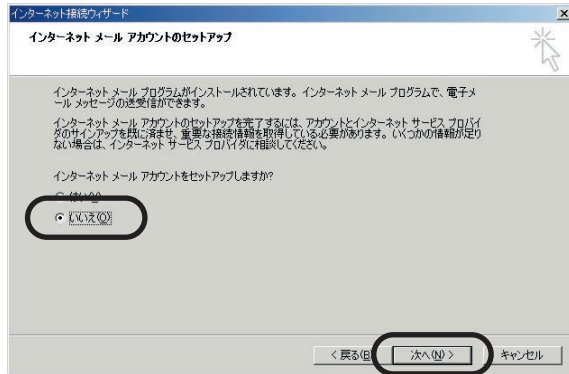 インターネット接続ウィザード
インターネット メール アカウントのセットアップ
インターネット メール プログラムがインストールされています。インターネット メール プログラムで、電子メ
ール メッセージの送受信ができます。
インターネット メール アカウントのセットアップを完了するには、アカウントとインターネット サービス プロバイ
ダのサインアップを既に済ませ、重要な接続情報を取得している必要があります。いくつかの情報が足り
ない場合は、インターネット サービス プロバイダに相談してください。
インターネット メール アカウントをセットアップしますか?
はい(Y)
いいえ(O)
< 戻る(B)
次へ(N) >
キャンセル